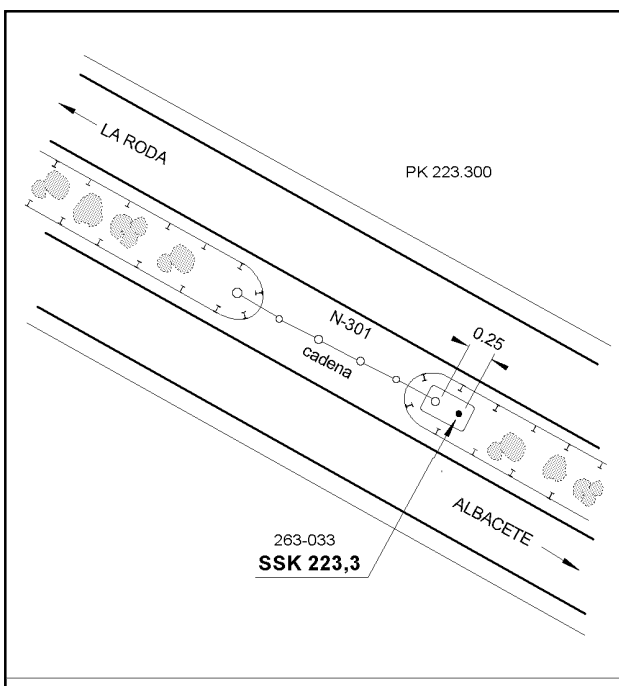 LA RODA
PK 223.300
N-301
0.25
cadena
ALBACETE
263-033
SSK 223,3